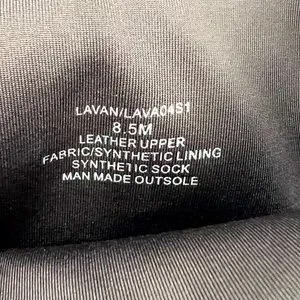 LAVAN/LAVA04S1
8.5M
LEATHER UPPER
FABRIC/SYNTHETIC LINING
SYNTHETIC SOCK
MAN MADE OUTSOLE